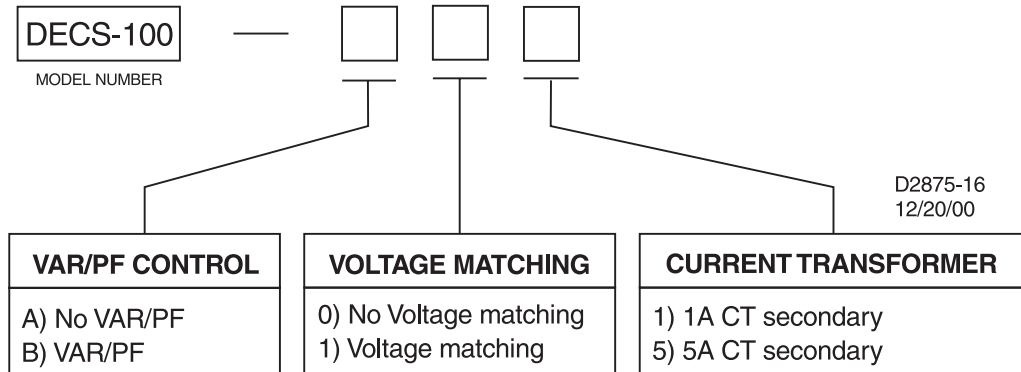 DECS-100
MODEL NUMBER
D2875-16
12/20/00
VAR/PF CONTROL
A) No VAR/PF
B) VAR/PF
VOLTAGE MATCHING
0) No Voltage matching
1) Voltage matching
CURRENT TRANSFORMER
1) 1A CT secondary
5) 5A CT secondary